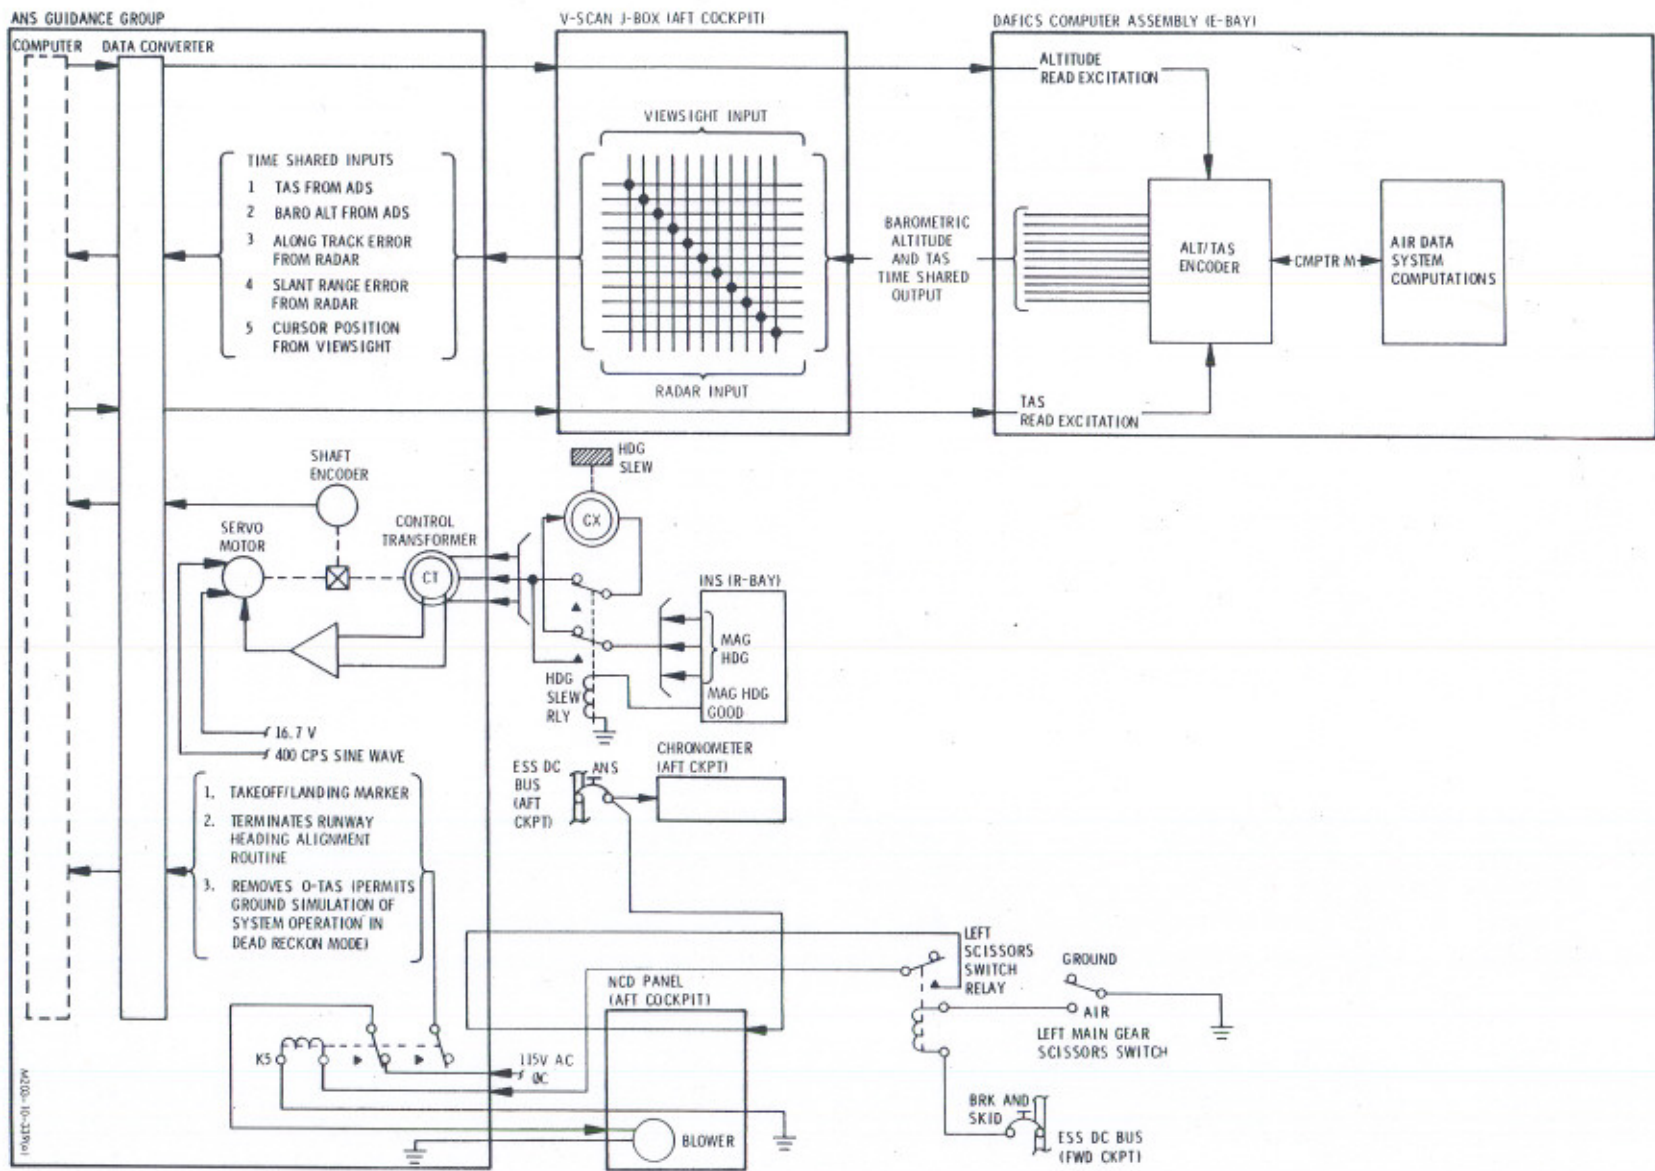 ANS GUIDANCE GROUP
COMPUTER
DATA CONVERTER
TIME SHARED INPUTS
1 TAS FROM ADS
2 BARO ALT FROM ADS
3 ALONG TRACK ERROR
FROM RADAR
4 SLANT RANGE ERROR
FROM RADAR
5 CURSOR POSITION
FROM VIEWSIGHT
V-SCAN J-BOX (AFT COCKPIT)
VIEWSIGHT INPUT
RADAR INPUT
BAROMETRIC
ALTITUDE
AND TAS
TIME SHARED
OUTPUT
DAFICS COMPUTER ASSEMBLY (E-BAY)
ALTITUDE
READ EXCITATION
ALT/TAS
ENCODER
CMPTR M
AIR DATA
SYSTEM
COMPUTATIONS
TAS
READ EXCITATION
SHAFT
ENCODER
SERVO
MOTOR
CONTROL
TRANSFORMER
CT
HDG
SLEW
CX
INS (R-BAY)
MAG
HDG
MAG HDG
GOOD
HDG
SLEW
RLY
16.7 V
400 CPS SINE WAVE
1. TAKEOFF/LANDING MARKER
2. TERMINATES RUNWAY
HEADING ALIGNMENT
ROUTINE
3. REMOVES O-TAS (PERMITS
GROUND SIMULATION OF
SYSTEM OPERATION IN
DEAD RECKON MODE)
ESS DC
BUS
(AFT
CKPT)
ANS
CHRONOMETER
(AFT CKPT)
NCD PANEL
(AFT COCKPIT)
BLOWER
K5
115V AC
ØC
LEFT
SCISSORS
SWITCH
RELAY
GROUND
AIR
LEFT MAIN GEAR
SCISSORS SWITCH
BRK AND
SKID
ESS DC BUS
(FWD CKPT)